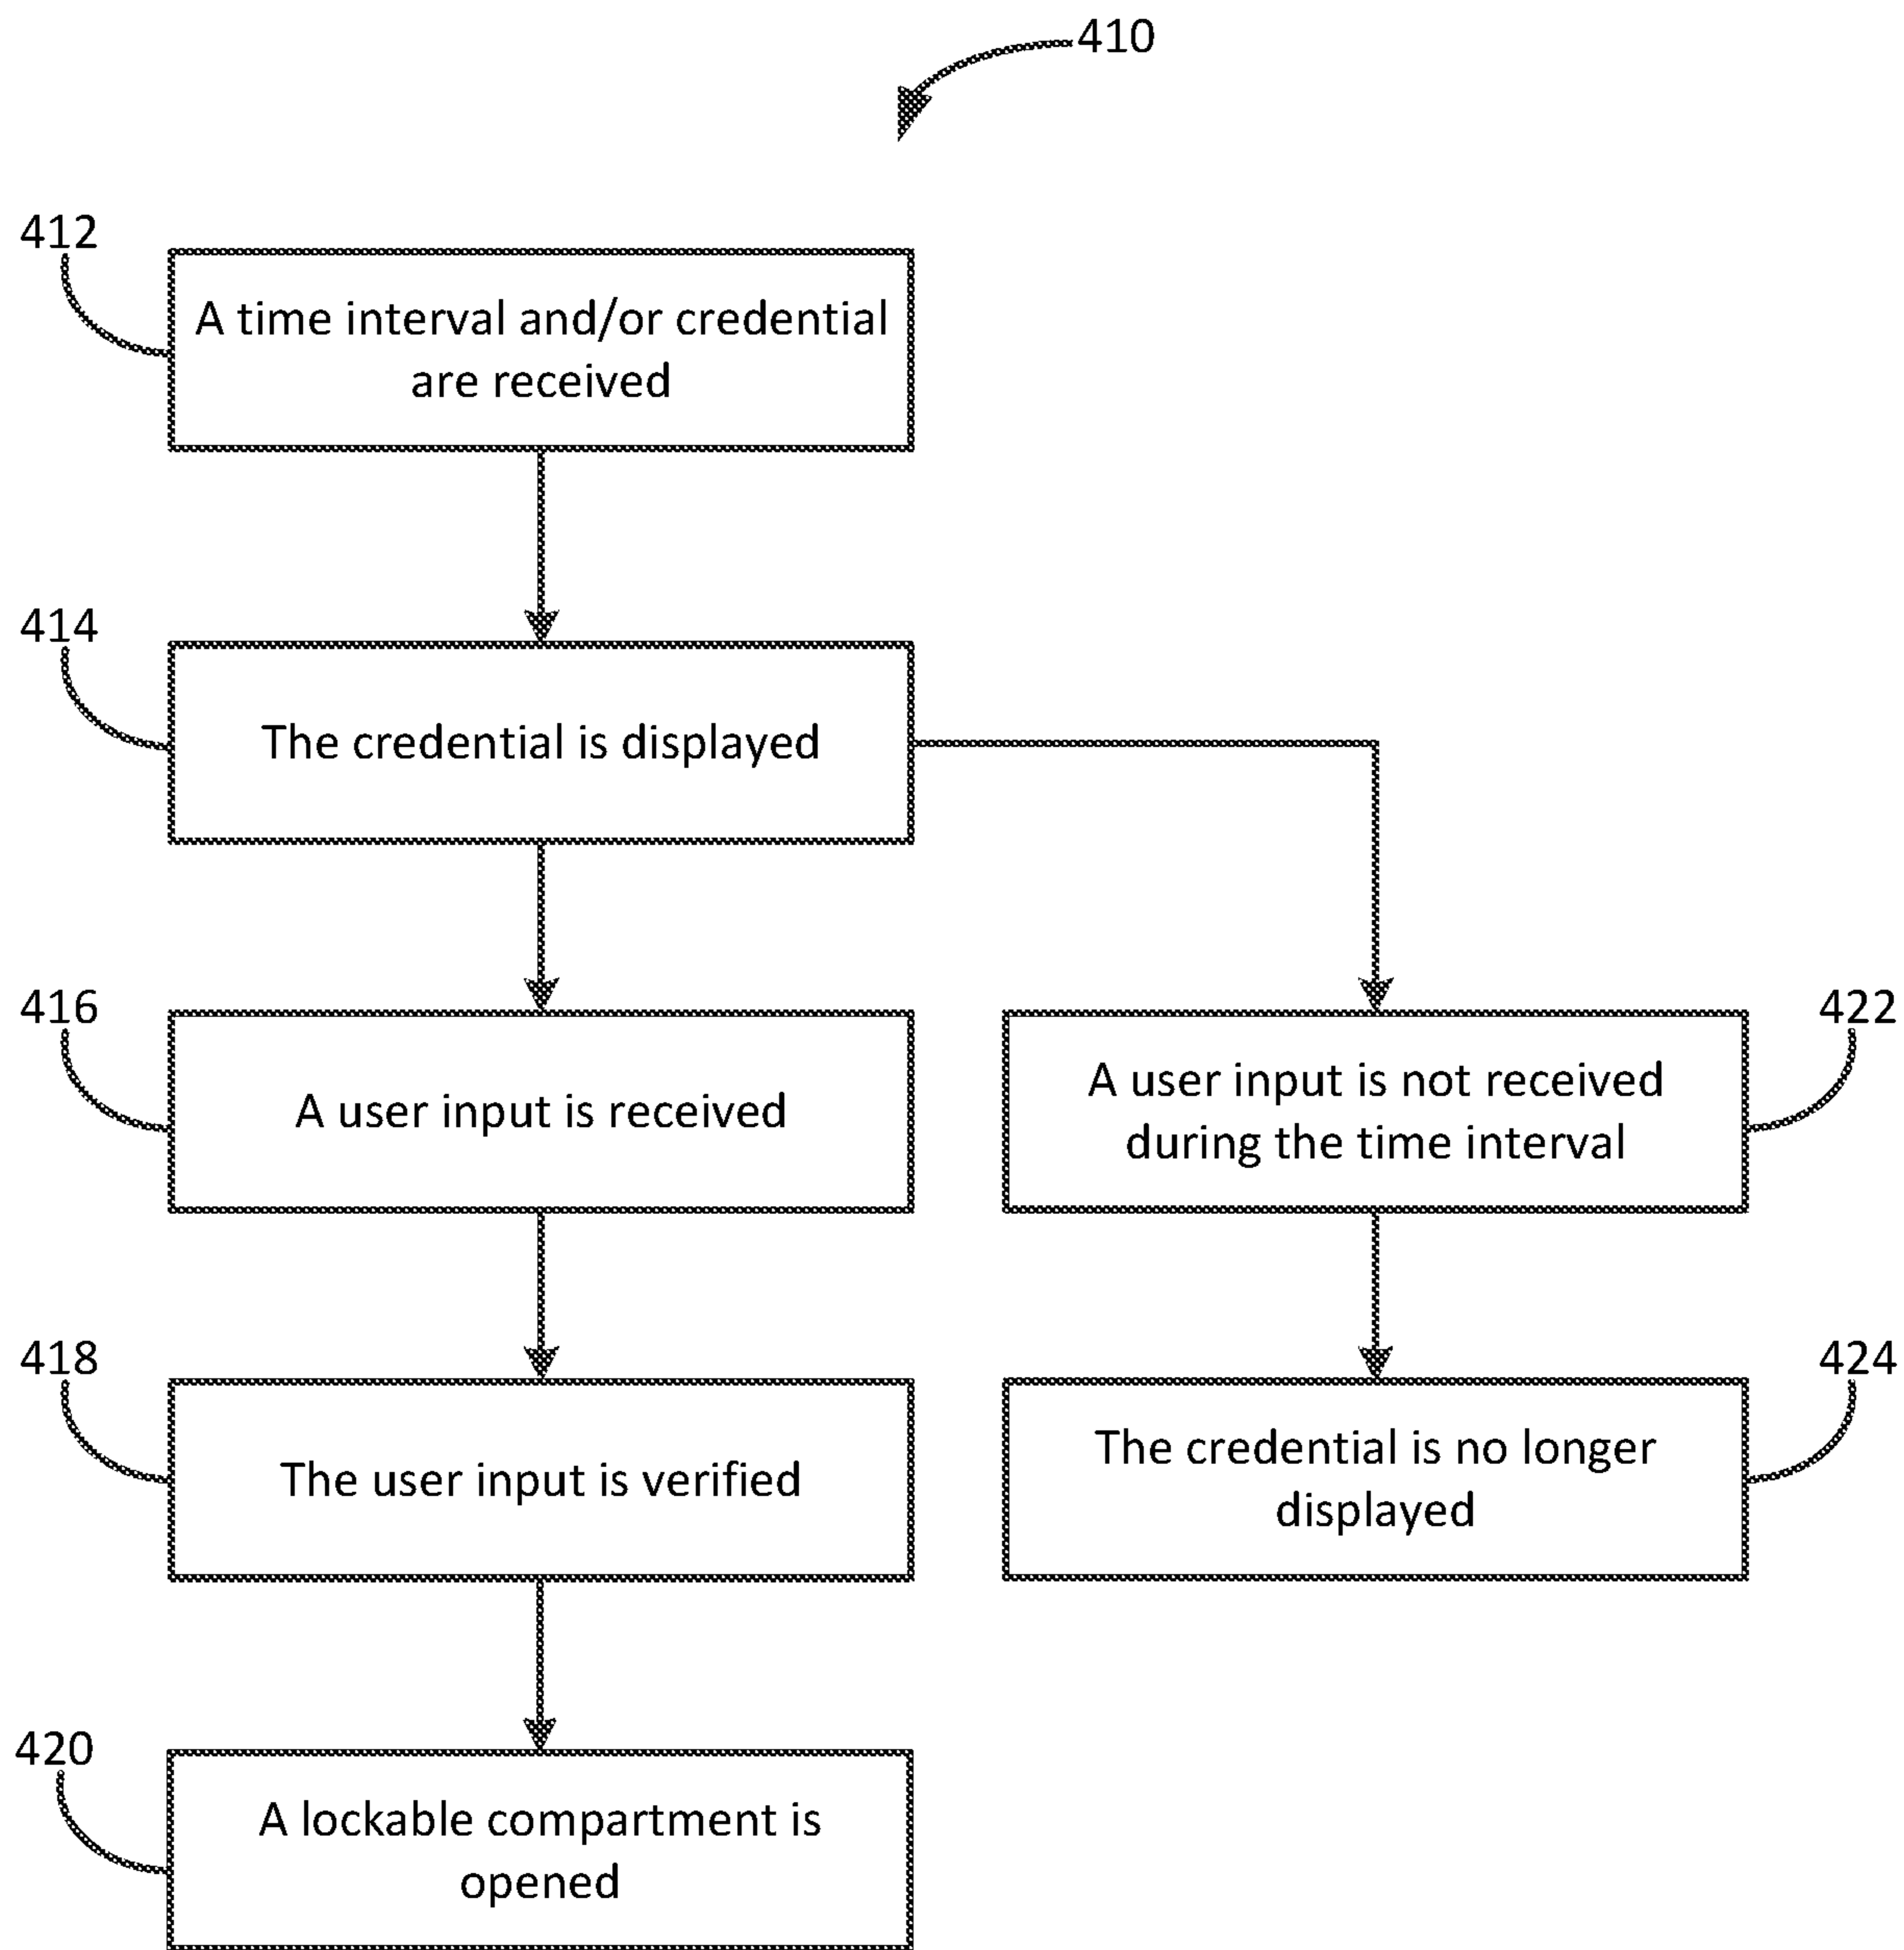 410
412
A time interval and/or credential
are received
414
The credential is displayed
416
A user input is received
422
A user input is not received
during the time interval
418
The user input is verified
424
The credential is no longer
displayed
420
A lockable compartment is
opened